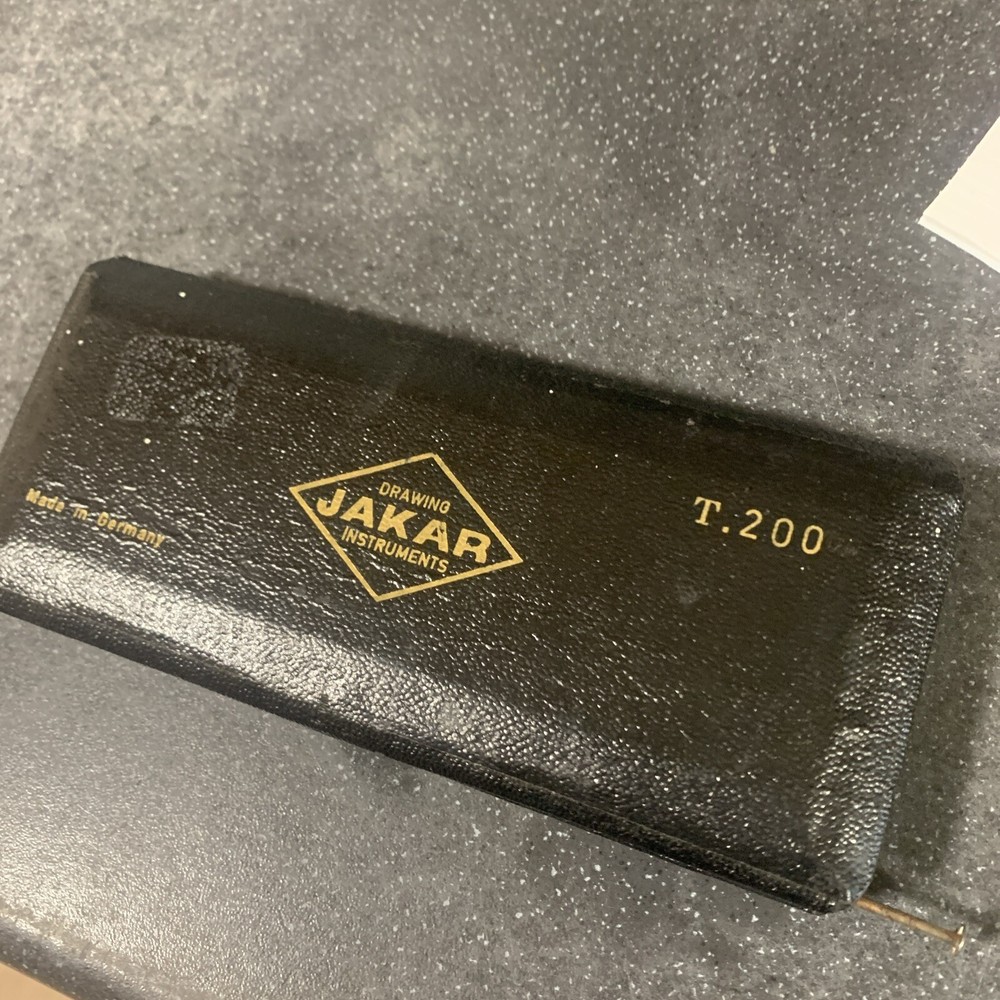 Made in Germany
DRAWING
JAKAR
INSTRUMENTS
T.200